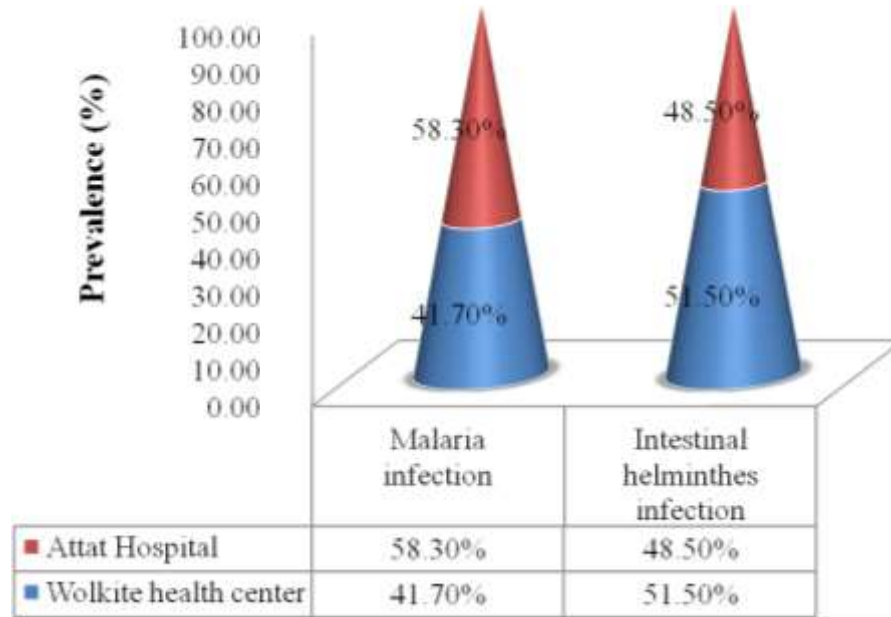 Prevalence (%)
100.00
90.00
80.00
70.00
60.00
50.00
40.00
30.00
20.00
10.00
0.00
58.30%
48.50%
41.70%
51.50%
Malaria
infection
Intestinal
helminthes
infection
Attat Hospital 58.30% 48.50%
Wolkite health center 41.70% 51.50%